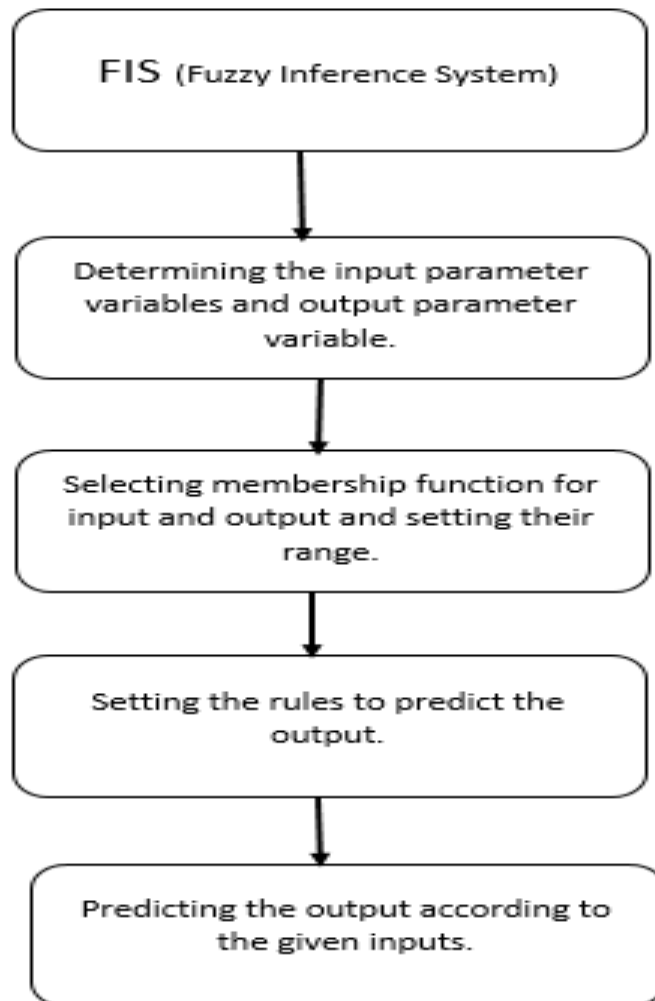 FIS (Fuzzy Inference System)
Determining the input parameter
variables and output parameter
variable.
Selecting membership function for
input and output and setting their
range.
Setting the rules to predict the
output.
Predicting the output according to
the given inputs.